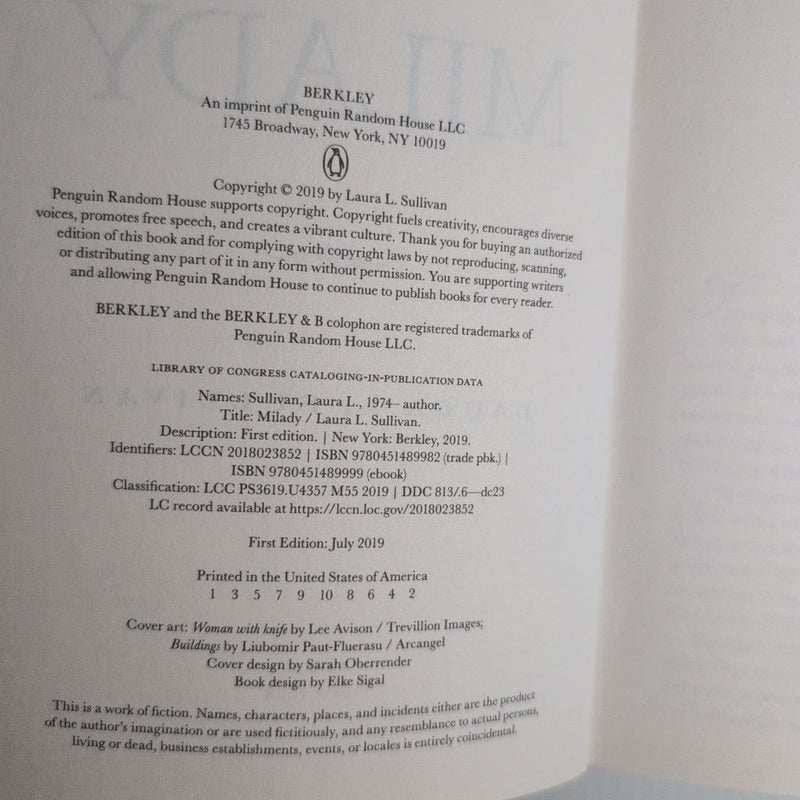 BERKLEY
An imprint of Penguin Random House LLC
1745 Broadway, New York, NY 10019
Copyright © 2019 by Laura L. Sullivan
Penguin Random House supports copyright. Copyright fuels creativity, encourages diverse
voices, promotes free speech, and creates a vibrant culture. Thank you for buying an authorized
edition of this book and for complying with copyright laws by not reproducing, scanning,
or distributing any part of it in any form without permission. You are supporting writers
and allowing Penguin Random House to continue to publish books for every reader.
BERKLEY and the BERKLEY & B colophon are registered trademarks of
Penguin Random House LLC.
LIBRARY OF CONGRESS CATALOGING-IN-PUBLICATION DATA
Names: Sullivan, Laura L., 1974– author.
Title: Milady / Laura L. Sullivan.
Description: First edition. | New York: Berkley, 2019.
Identifiers: LCCN 2018023852 | ISBN 9780451489982 (trade pbk.) |
ISBN 9780451489999 (ebook)
Classification: LCC PS3619.U4357 M55 2019 | DDC 813/.6—dc23
LC record available at https://lccn.loc.gov/2018023852
First Edition: July 2019
Printed in the United States of America
1 3 5 7 9 10 8 6 4 2
Cover art: Woman with knife by Lee Avison / Trevillion Images;
Buildings by Liubomir Paut-Fluerasu / Arcangel
Cover design by Sarah Oberrender
Book design by Elke Sigal
This is a work of fiction. Names, characters, places, and incidents either are the product
of the author's imagination or are used fictitiously, and any resemblance to actual persons,
living or dead, business establishments, events, or locales is entirely coincidental.
MILADY